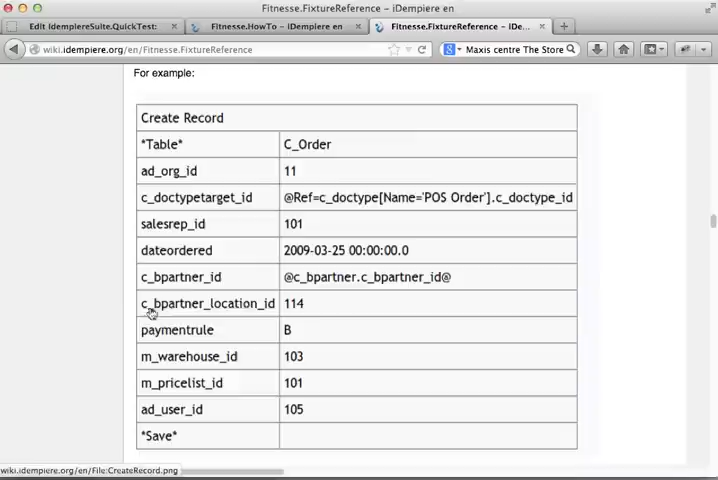 Fitnesse.FixtureReference – iDempiere en
Edit IdempiereSuite.QuickTest:
Fitnesse.HowTo – iDempiere en
Fitnesse.FixtureReference – iDe...
wiki.idempiere.org/en/Fitnesse.FixtureReference
Maxis centre The Store
For example:
Create Record
*Table* C_Order
ad_org_id 11
c_doctypetarget_id @Ref=c_doctype[Name='POS Order'].c_doctype_id
salesrep_id 101
dateordered 2009-03-25 00:00:00.0
c_bpartner_id @c_bpartner.c_bpartner_id@
c_bpartner_location_id 114
paymentrule B
m_warehouse_id 103
m_pricelist_id 101
ad_user_id 105
*Save*
wiki.idempiere.org/en/File:CreateRecord.png